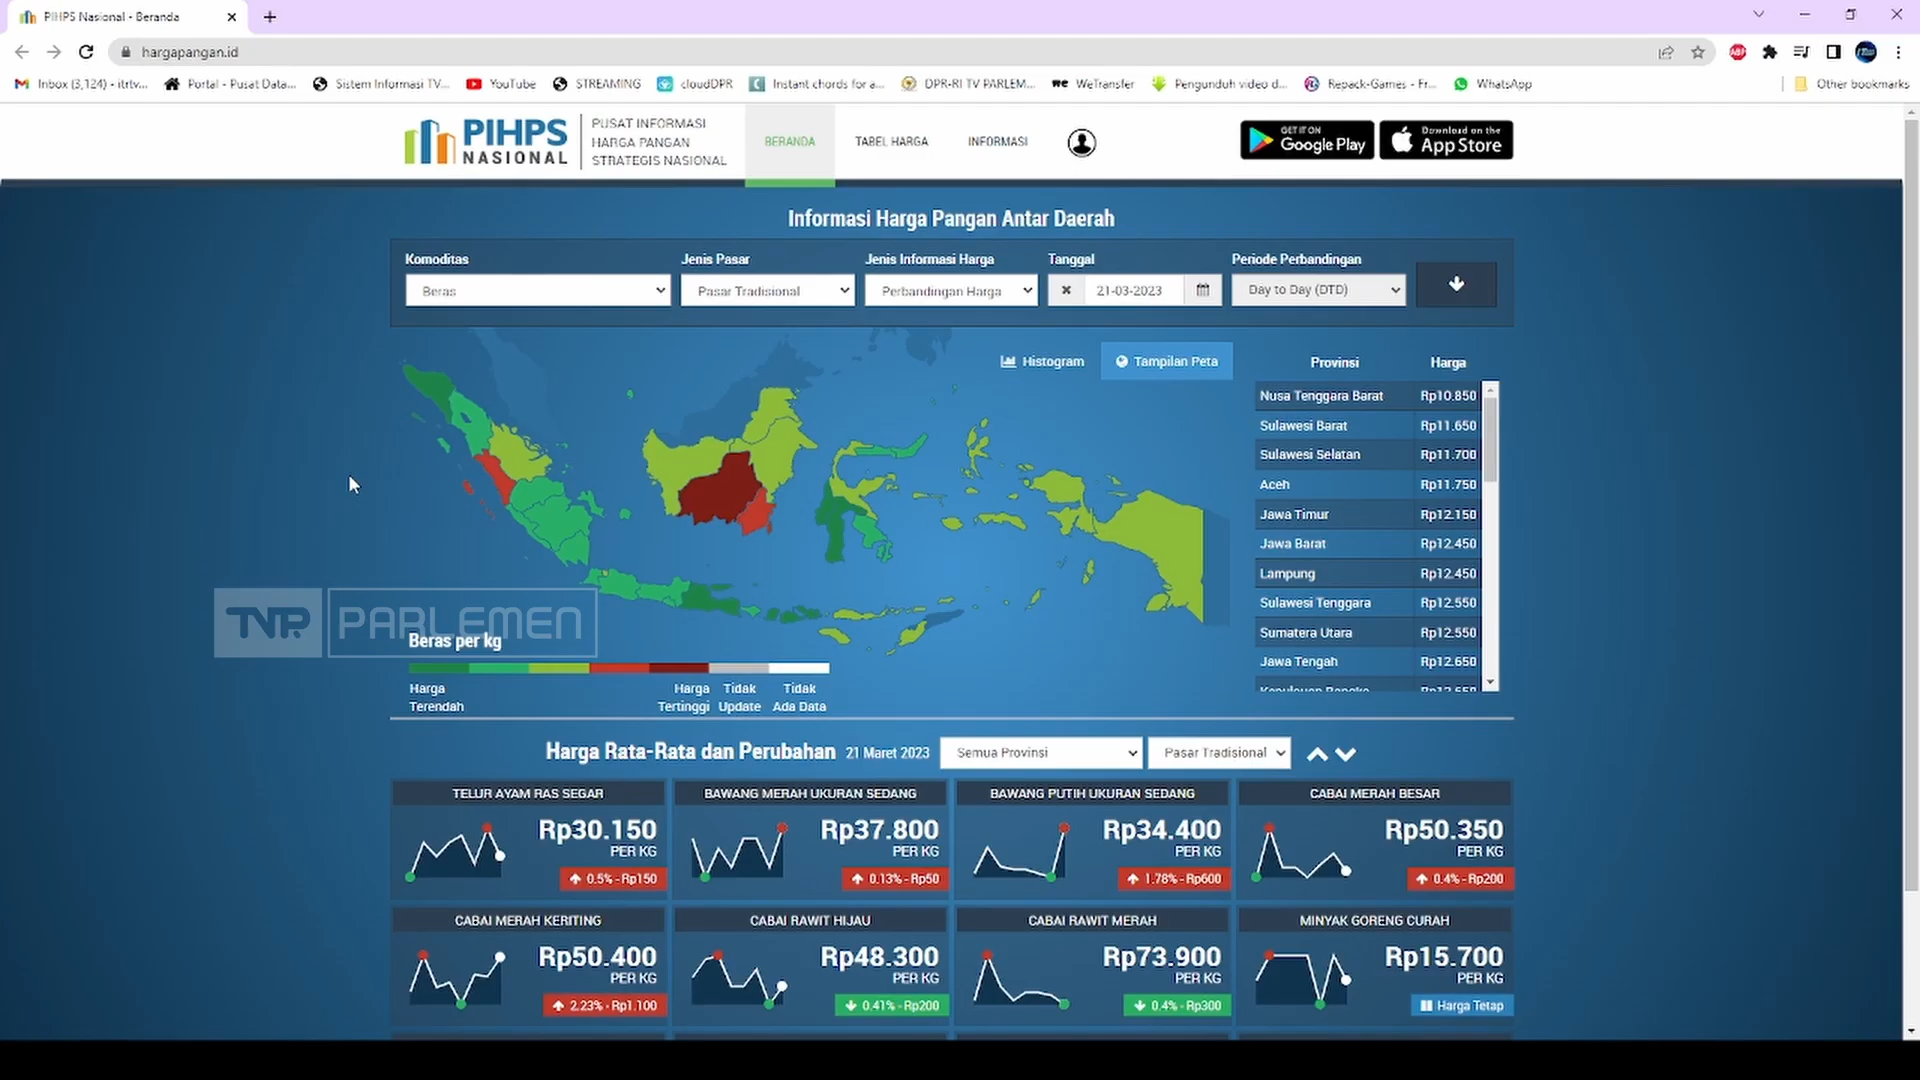 PIHPS Nasional - Beranda
hargapangan.id
Inbox (3,124) - itrtv...
Portal - Pusat Data...
Sistem Informasi TV...
YouTube
STREAMING
cloudDPR
Instant chords for a...
DPR-RI TV PARLEM...
WeTransfer
Pengunduh video d...
Repack-Games - Fr...
WhatsApp
Other bookmarks
PIHPS
NASIONAL
PUSAT INFORMASI
HARGA PANGAN
STRATEGIS NASIONAL
BERANDA
TABEL HARGA
INFORMASI
GET IT ON
Google Play
Download on the
App Store
Informasi Harga Pangan Antar Daerah
Komoditas
Jenis Pasar
Jenis Informasi Harga
Tanggal
Periode Perbandingan
Beras
Pasar Tradisional
Perbandingan Harga
21-03-2023
Day to Day (DTD)
Histogram
Tampilan Peta
Provinsi Harga
Nusa Tenggara Barat Rp10.850
Sulawesi Barat Rp11.650
Sulawesi Selatan Rp11.700
Aceh Rp11.750
Jawa Timur Rp12.150
Jawa Barat Rp12.450
Lampung Rp12.450
Sulawesi Tenggara Rp12.550
Sumatera Utara Rp12.550
Jawa Tengah Rp12.650
TVP PARLEMEN
Beras per kg
Harga
Terendah
Harga
Tertinggi
Tidak
Update
Tidak
Ada Data
Harga Rata-Rata dan Perubahan 21 Maret 2023
Semua Provinsi
Pasar Tradisional
TELUR AYAM RAS SEGAR
Rp30.150
PER KG
0.5% - Rp150
BAWANG MERAH UKURAN SEDANG
Rp37.800
PER KG
0.13% - Rp50
BAWANG PUTIH UKURAN SEDANG
Rp34.400
PER KG
1.78% - Rp600
CABAI MERAH BESAR
Rp50.350
PER KG
0.4% - Rp200
CABAI MERAH KERITING
Rp50.400
PER KG
2.23% - Rp1.100
CABAI RAWIT HIJAU
Rp48.300
PER KG
0.41% - Rp200
CABAI RAWIT MERAH
Rp73.900
PER KG
0.4% - Rp300
MINYAK GORENG CURAH
Rp15.700
PER KG
Harga Tetap